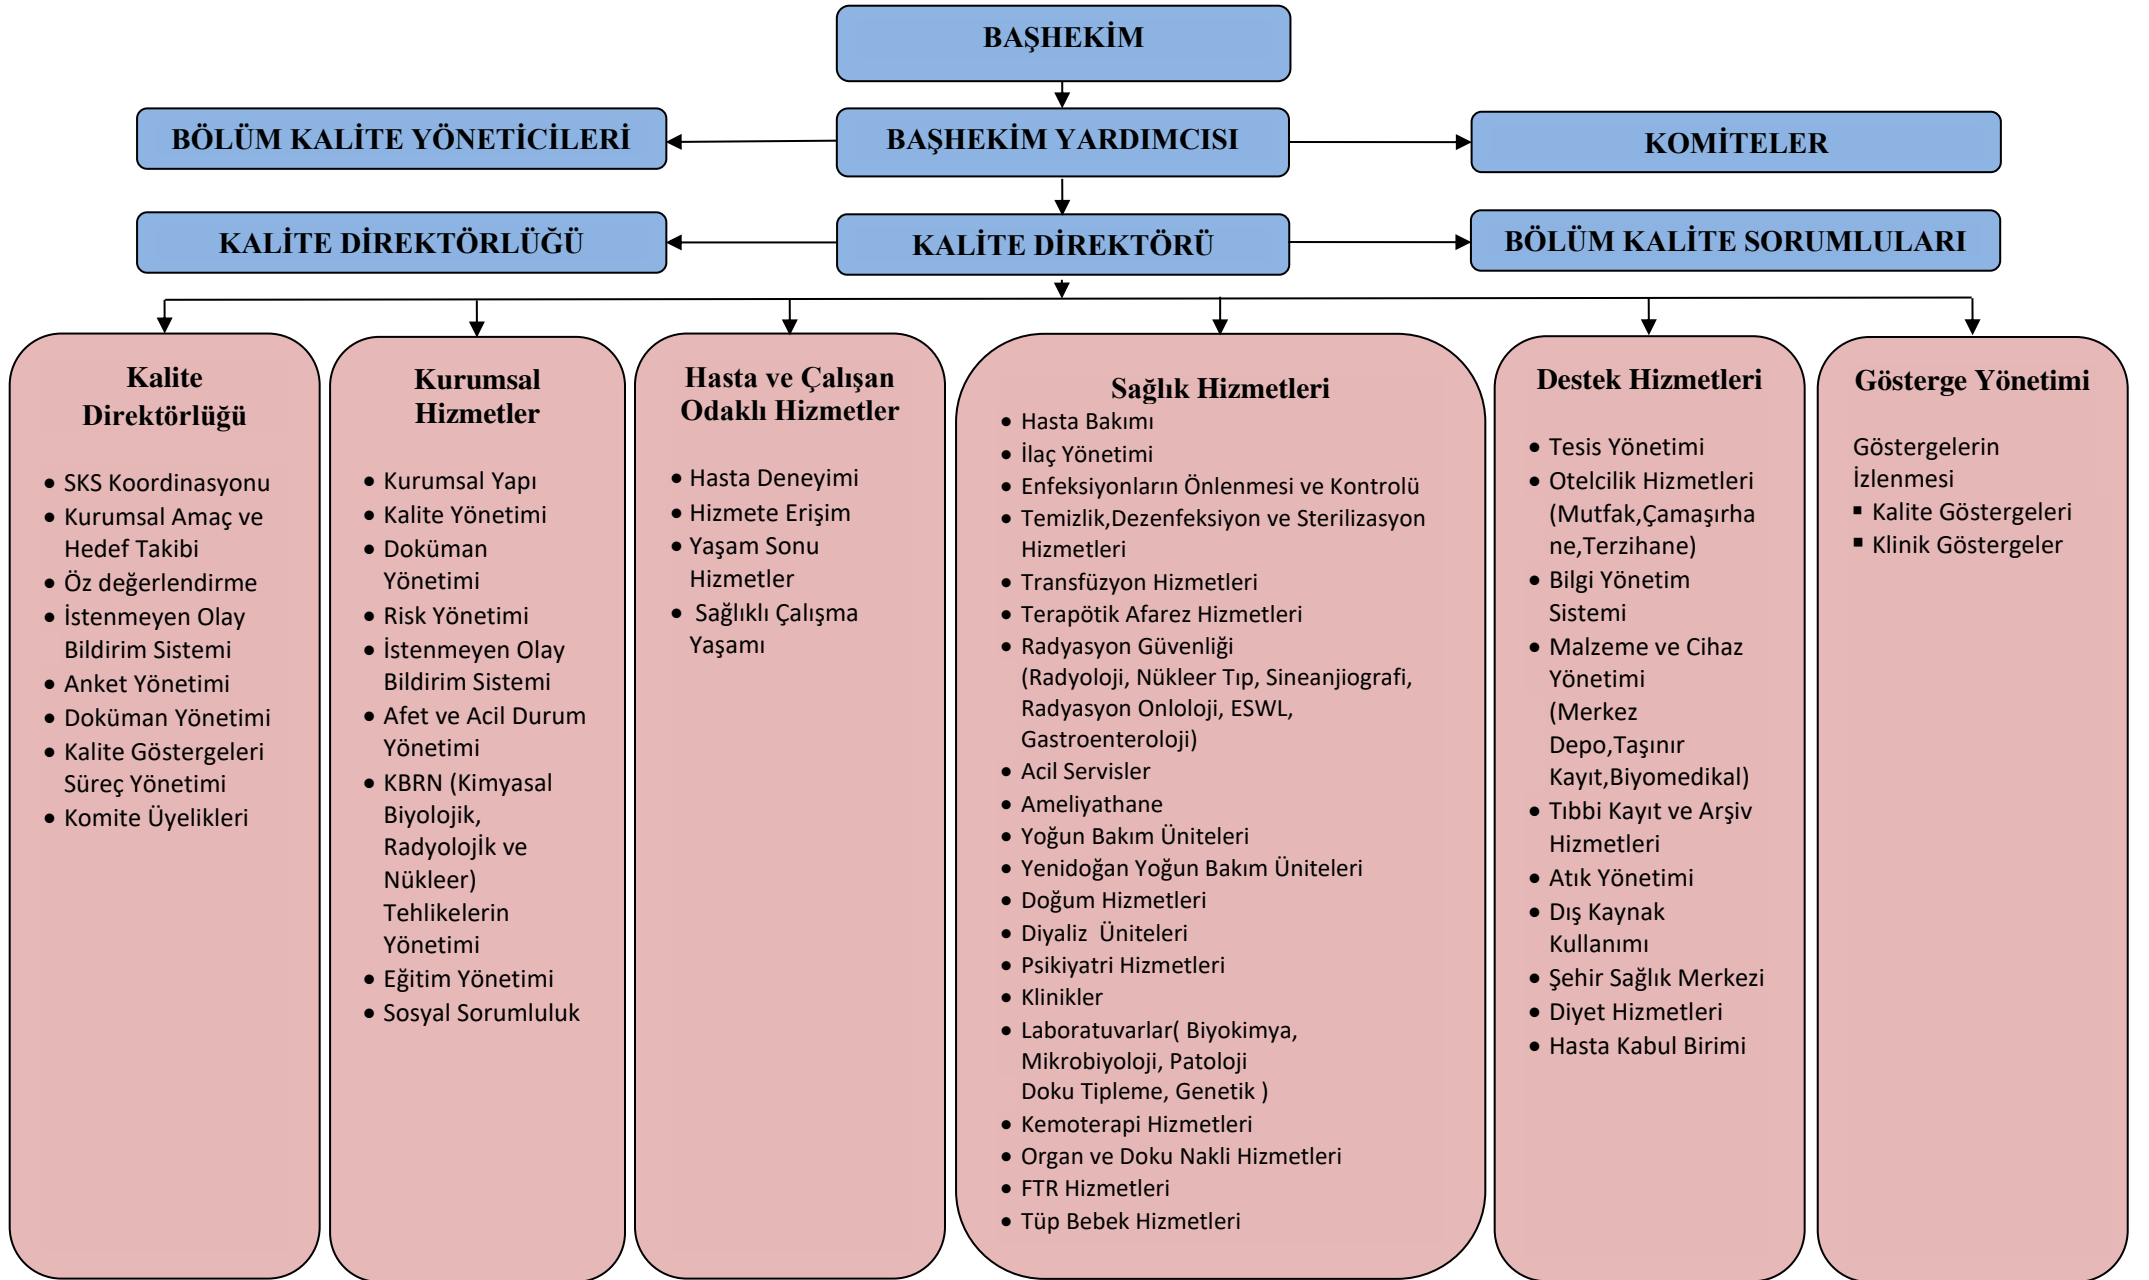 BAŞHEKİM
BÖLÜM KALİTE YÖNETİCİLERİ
BAŞHEKİM YARDIMCISI
KOMİTELER
KALİTE DİREKTÖRLÜĞÜ
KALİTE DİREKTÖRÜ
BÖLÜM KALİTE SORUMLULARI
Kalite
Direktörlüğü
• SKS Koordinasyonu
• Kurumsal Amaç ve
Hedef Takibi
• Öz değerlendirme
• İstenmeyen Olay
Bildirim Sistemi
• Anket Yönetimi
• Doküman Yönetimi
• Kalite Göstergeleri
Süreç Yönetimi
• Komite Üyelikleri
Kurumsal
Hizmetler
• Kurumsal Yapı
• Kalite Yönetimi
• Doküman
Yönetimi
• Risk Yönetimi
• İstenmeyen Olay
Bildirim Sistemi
• Afet ve Acil Durum
Yönetimi
• KBRN (Kimyasal
Biyolojik,
Radyolojİk ve
Nükleer)
Tehlikelerin
Yönetimi
• Eğitim Yönetimi
• Sosyal Sorumluluk
Hasta ve Çalışan
Odaklı Hizmetler
• Hasta Deneyimi
• Hizmete Erişim
• Yaşam Sonu
Hizmetler
• Sağlıklı Çalışma
Yaşamı
Sağlık Hizmetleri
• Hasta Bakımı
• İlaç Yönetimi
• Enfeksiyonların Önlenmesi ve Kontrolü
• Temizlik,Dezenfeksiyon ve Sterilizasyon
Hizmetleri
• Transfüzyon Hizmetleri
• Terapötik Afarez Hizmetleri
• Radyasyon Güvenliği
(Radyoloji, Nükleer Tıp, Sineanjiografi,
Radyasyon Onloloji, ESWL,
Gastroenteroloji)
• Acil Servisler
• Ameliyathane
• Yoğun Bakım Üniteleri
• Yenidoğan Yoğun Bakım Üniteleri
• Doğum Hizmetleri
• Diyaliz  Üniteleri
• Psikiyatri Hizmetleri
• Klinikler
• Laboratuvarlar( Biyokimya,
Mikrobiyoloji, Patoloji
Doku Tipleme, Genetik )
• Kemoterapi Hizmetleri
• Organ ve Doku Nakli Hizmetleri
• FTR Hizmetleri
• Tüp Bebek Hizmetleri
Destek Hizmetleri
• Tesis Yönetimi
• Otelcilik Hizmetleri
(Mutfak,Çamaşırha
ne,Terzihane)
• Bilgi Yönetim
Sistemi
• Malzeme ve Cihaz
Yönetimi
(Merkez
Depo,Taşınır
Kayıt,Biyomedikal)
• Tıbbi Kayıt ve Arşiv
Hizmetleri
• Atık Yönetimi
• Dış Kaynak
Kullanımı
• Şehir Sağlık Merkezi
• Diyet Hizmetleri
• Hasta Kabul Birimi
Gösterge Yönetimi
Göstergelerin
İzlenmesi
▪ Kalite Göstergeleri
▪ Klinik Göstergeler